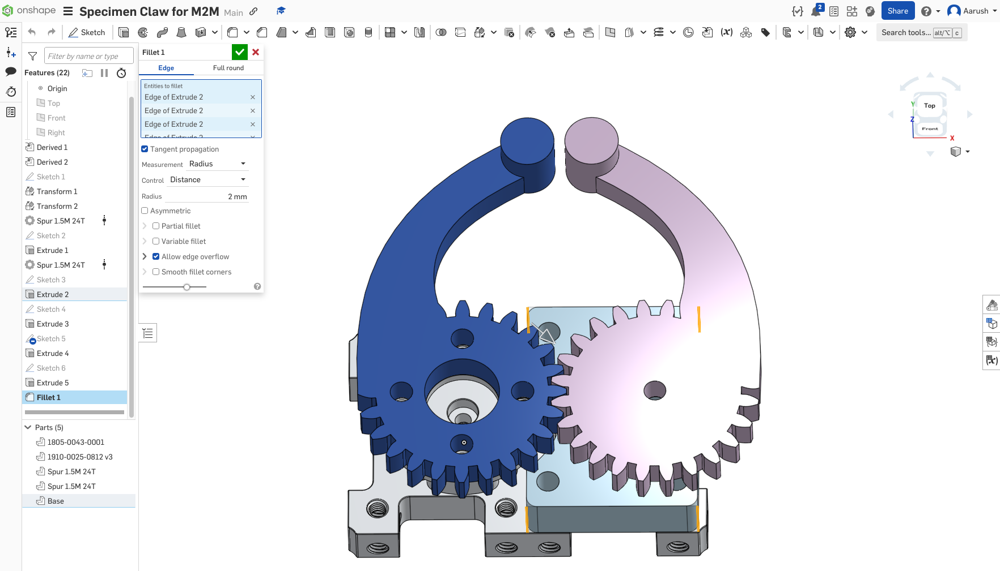 onshape Specimen Claw for M2M Main
2 Share Aarush
Sketch
Search tools... alt/⌥ c
Filter by name or type
Features (22)
Origin
Top
Front
Right
Derived 1
Derived 2
Sketch 1
Transform 1
Transform 2
Spur 1.5M 24T
Sketch 2
Extrude 1
Spur 1.5M 24T
Sketch 3
Extrude 2
Sketch 4
Extrude 3
Sketch 5
Extrude 4
Sketch 6
Extrude 5
Fillet 1
Parts (5)
1805-0043-0001
1910-0025-0812 v3
Spur 1.5M 24T
Spur 1.5M 24T
Base
Fillet 1
Edge Full round
Entities to fillet
Edge of Extrude 2
Edge of Extrude 2
Edge of Extrude 2
Edge of Extrude 2
Tangent propagation
Measurement Radius
Control Distance
Radius 2 mm
Asymmetric
Partial fillet
Variable fillet
Allow edge overflow
Smooth fillet corners
Y Top
Z Front
X